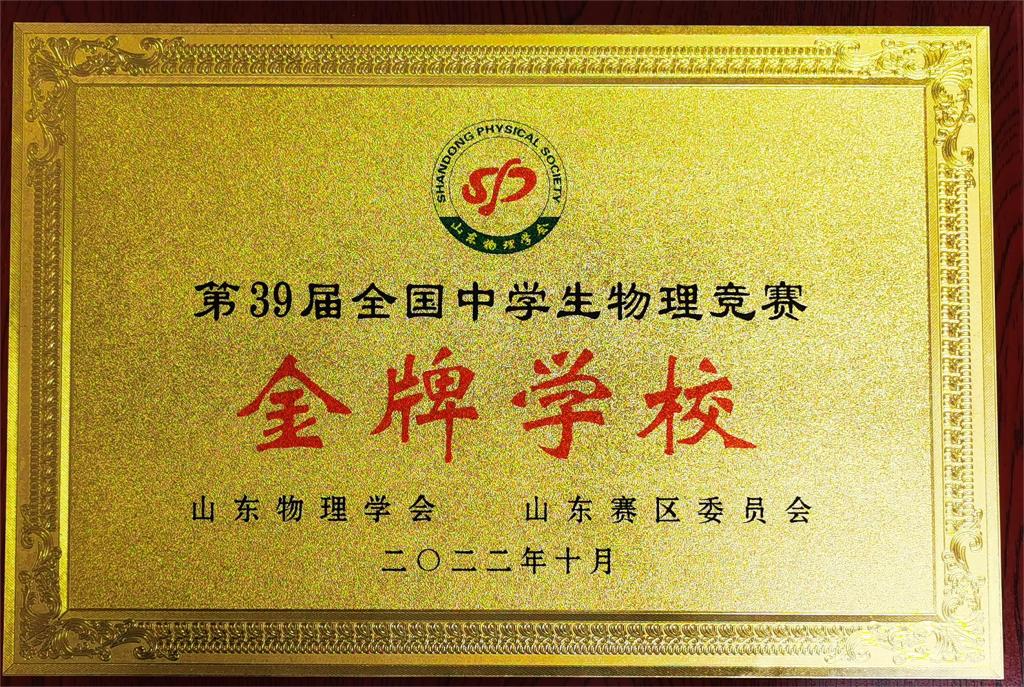 SHANDONG PHYSICAL SOCIETY
山东物理学会
第39届全国中学生物理竞赛
金牌学校
山东物理学会 山东赛区委员会
二〇二二年十月